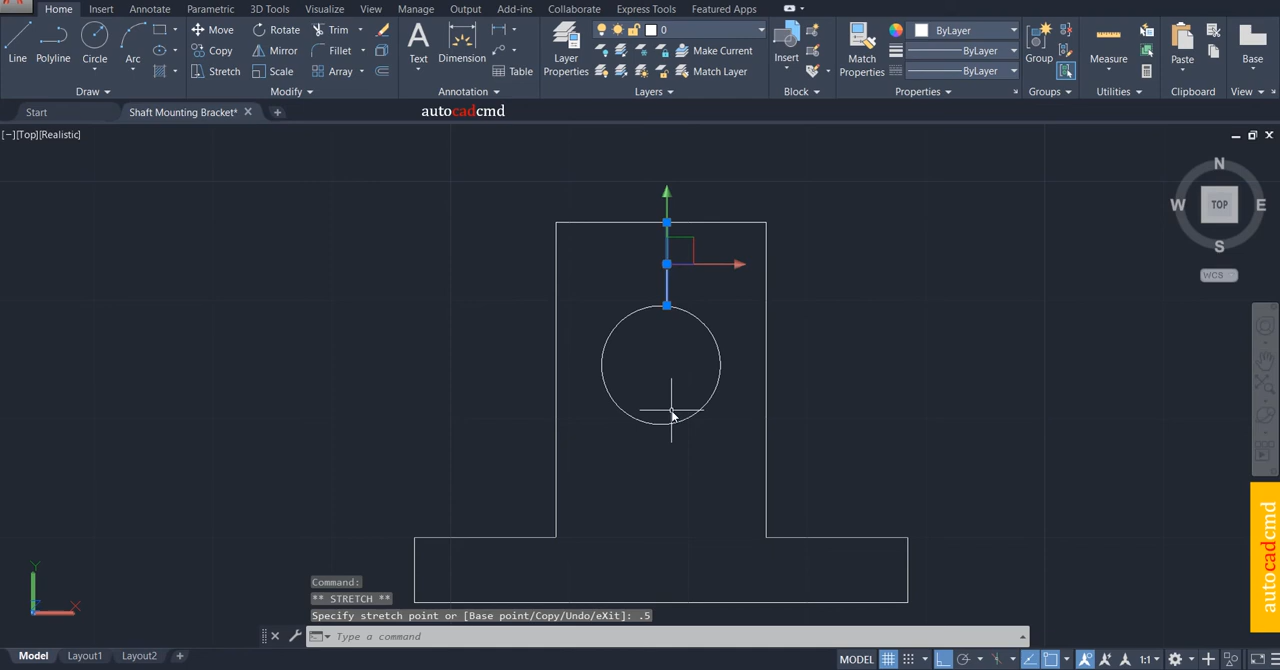 Home Insert Annotate Parametric 3D Tools Visualize View Manage Output Add-ins Collaborate Express Tools Featured Apps
Line Polyline Circle Arc
Move Rotate Trim
Copy Mirror Fillet
Stretch Scale Array
Text Dimension Table
Layer Properties
0
Make Current
Match Layer
Insert
Match Properties
ByLayer
ByLayer
ByLayer
Group
Measure
Paste
Base
Draw Modify Annotation Layers Block Properties Groups Utilities Clipboard View
Start Shaft Mounting Bracket* autocadcmd
[−][Top][Realistic]
N
W TOP E
S
WCS
Y
X
autocadcmd
Command:
** STRETCH **
Specify stretch point or [Base point/Copy/Undo/eXit]: .5
Type a command
Model Layout1 Layout2 + MODEL 1:1